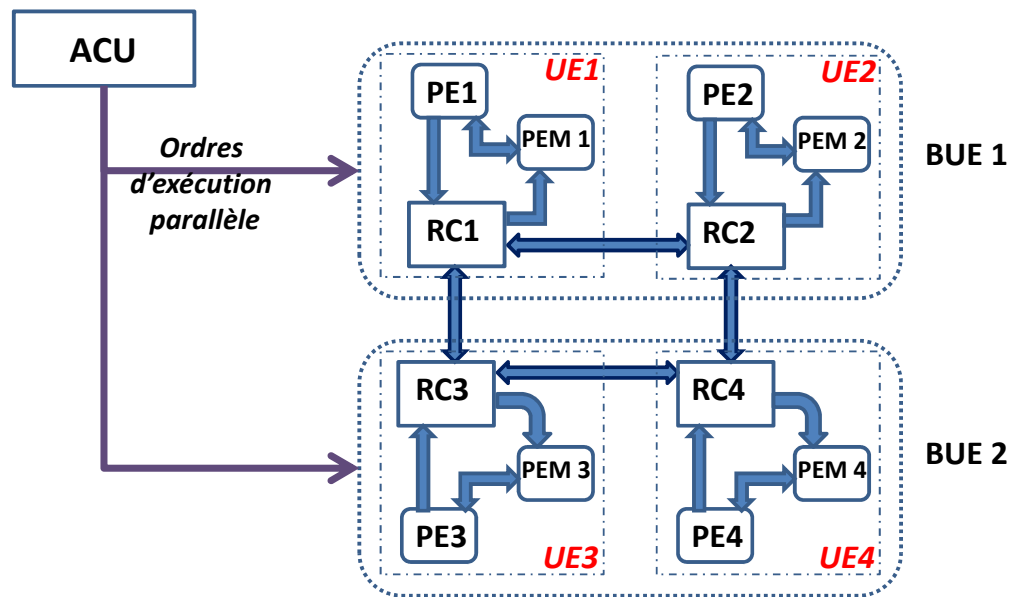 ACU
Ordres
d'exécution
parallèle
UE1
PE1
PEM 1
RC1
UE2
PE2
PEM 2
RC2
BUE 1
RC3
PEM 3
PE3
UE3
RC4
PEM 4
PE4
UE4
BUE 2